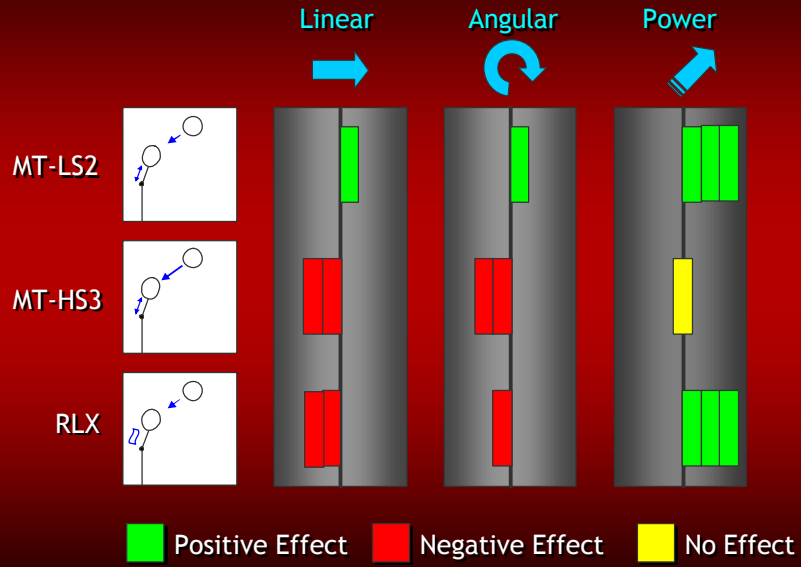 Linear Angular Power
MT-LS2
MT-HS3
RLX
Positive Effect Negative Effect No Effect